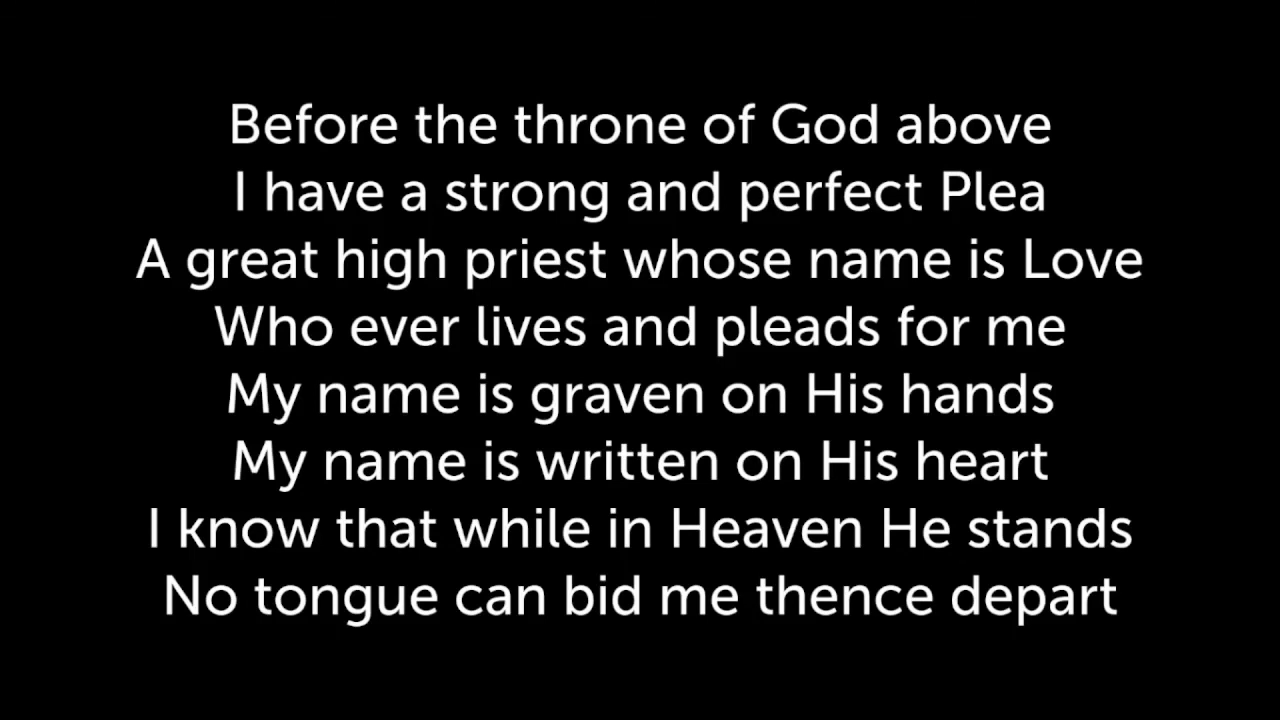 Before the throne of God above
I have a strong and perfect Plea
A great high priest whose name is Love
Who ever lives and pleads for me
My name is graven on His hands
My name is written on His heart
I know that while in Heaven He stands
No tongue can bid me thence depart